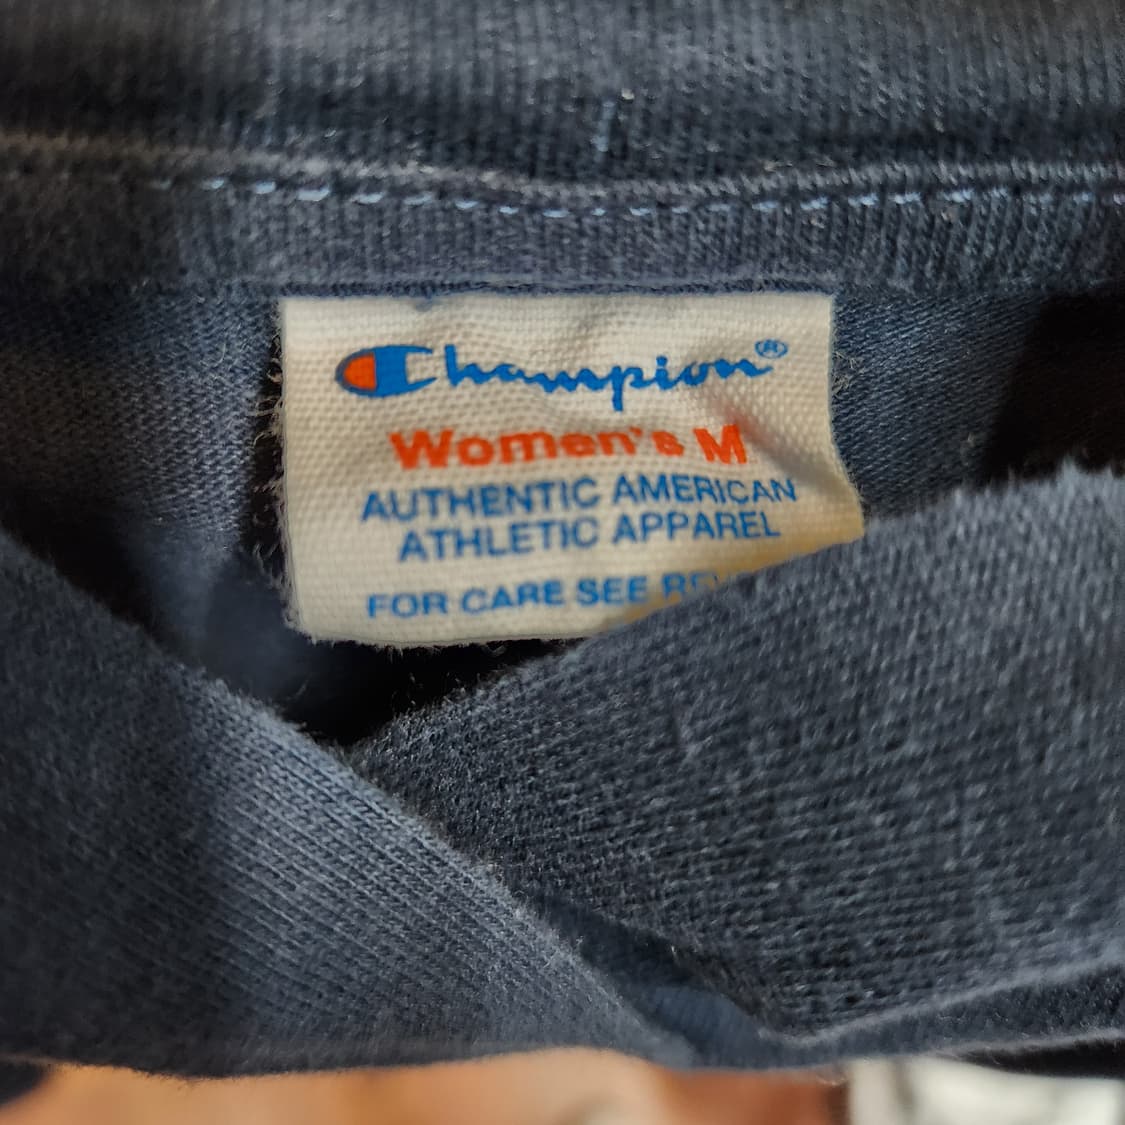 Champion®
Women's M
AUTHENTIC AMERICAN
ATHLETIC APPAREL
FOR CARE SEE